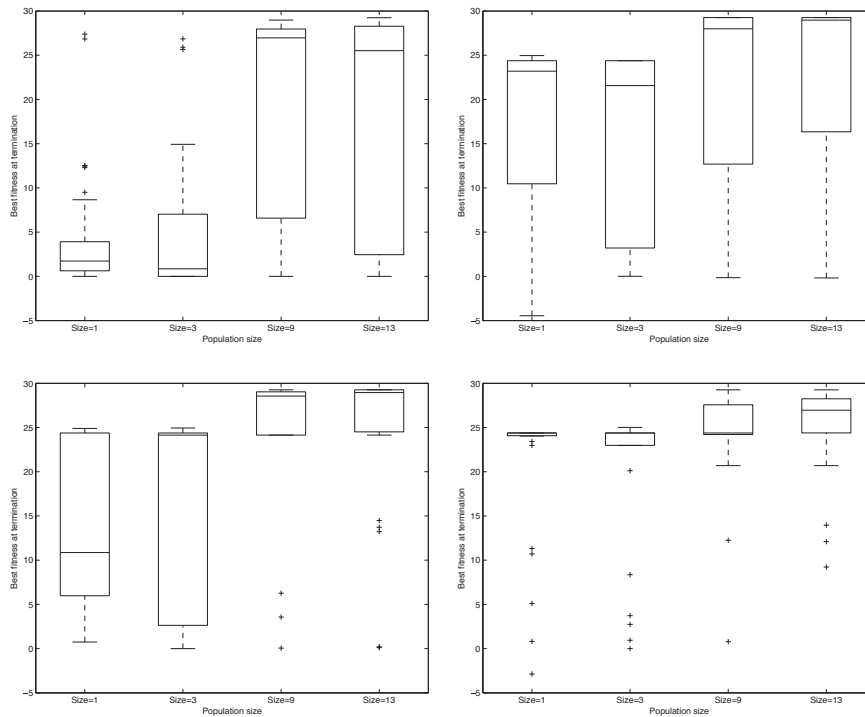 30
25
20
15
10
5
0
−5
Best fitness at termination
Size=1 Size=3 Size=9 Size=13
Population size
30
25
20
15
10
5
0
−5
Best fitness at termination
Size=1 Size=3 Size=9 Size=13
Population size
30
25
20
15
10
5
0
−5
Best fitness at termination
Size=1 Size=3 Size=9 Size=13
Population size
30
25
20
15
10
5
0
−5
Best fitness at termination
Size=1 Size=3 Size=9 Size=13
Population size